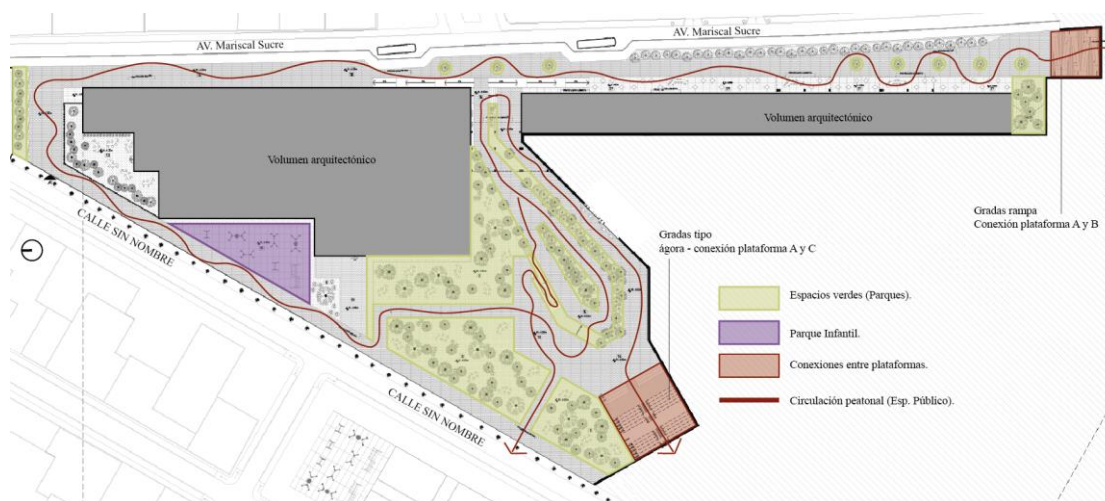 AV. Mariscal Sucre
AV. Mariscal Sucre
Volumen arquitectónico
Volumen arquitectónico
CALLE SIN NOMBRE
Gradas rampa
Conexión plataforma A y B
Gradas tipo
ágora - conexión plataforma A y C
Espacios verdes (Parques).
Parque Infantil.
Conexiones entre plataformas.
Circulación peatonal (Esp. Público).
CALLE SIN NOMBRE